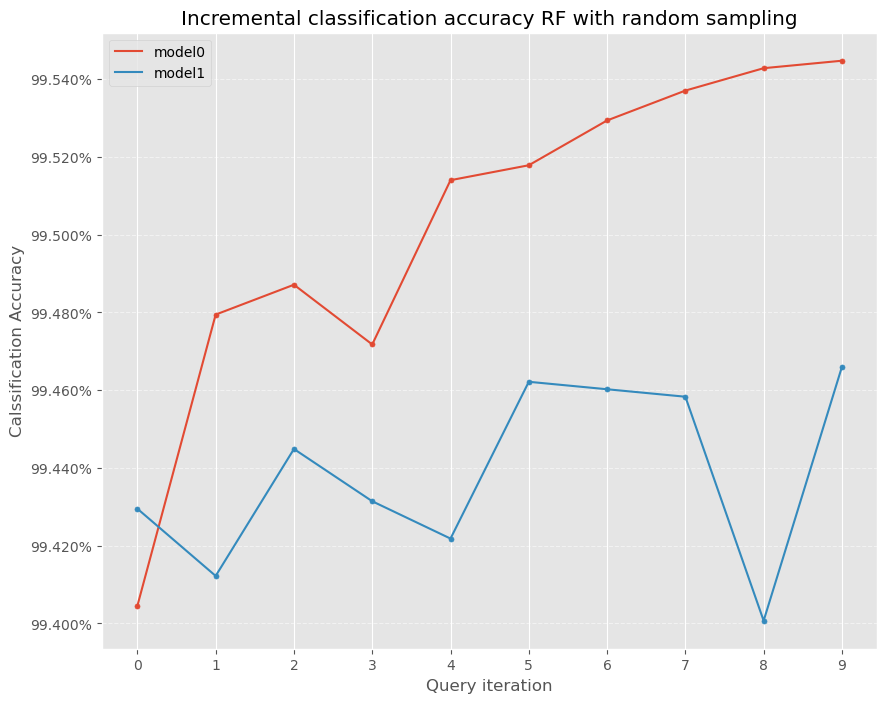 Incremental classification accuracy RF with random sampling
model0
model1
99.540%
99.520%
99.500%
99.480%
99.460%
99.440%
99.420%
99.400%
Calssification Accuracy
0 1 2 3 4 5 6 7 8 9
Query iteration